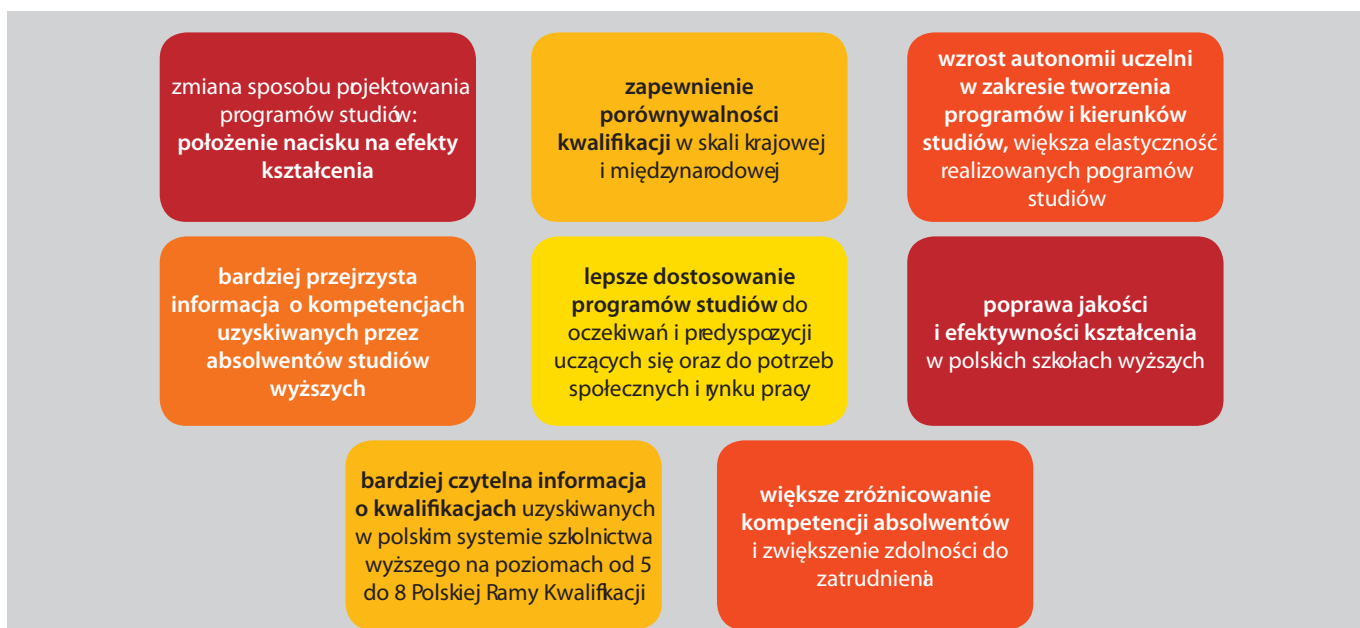 zmiana sposobu projektowania
programów studiów:
położenie nacisku na efekty
kształcenia
zapewnienie
porównywalności
kwalifikacji w skali krajowej
i międzynarodowej
wzrost autonomii uczelni
w zakresie tworzenia
programów i kierunków
studiów, większa elastyczność
realizowanych programów
studiów
bardziej przejrzysta
informacja o kompetencjach
uzyskiwanych przez
absolwentów studiów
wyższych
lepsze dostosowanie
programów studiów do
oczekiwań i predyspozycji
uczących się oraz do potrzeb
społecznych i rynku pracy
poprawa jakości
i efektywności kształcenia
w polskich szkołach wyższych
bardziej czytelna informacja
o kwalifikacjach uzyskiwanych
w polskim systemie szkolnictwa
wyższego na poziomach od 5
do 8 Polskiej Ramy Kwalifikacji
większe zróżnicowanie
kompetencji absolwentów
i zwiększenie zdolności do
zatrudnienia